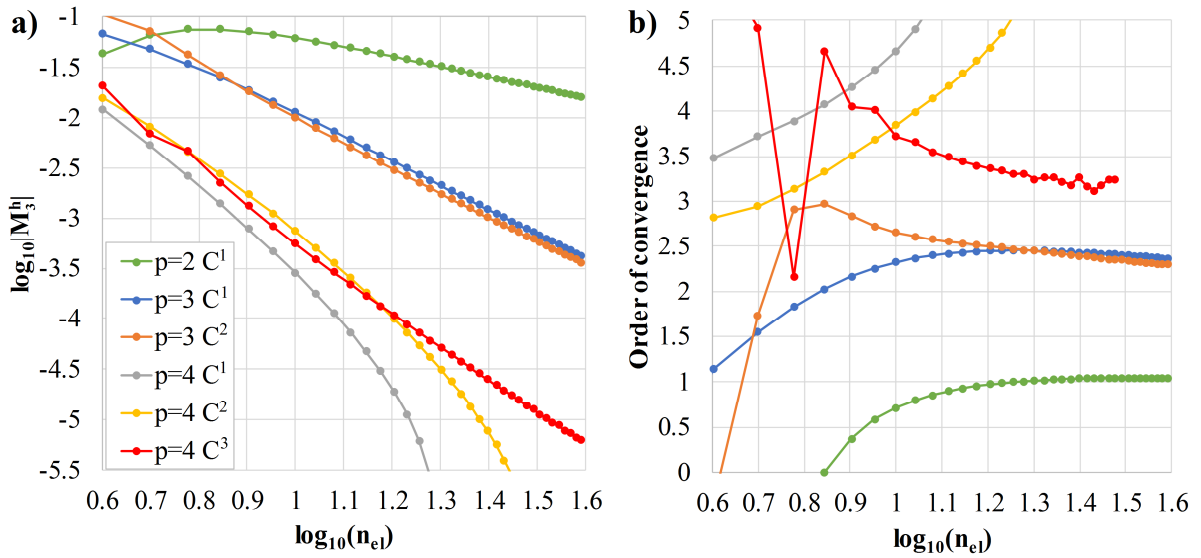 a)
-1
-1.5
-2
-2.5
-3
-3.5
-4
-4.5
-5
-5.5
log₁₀|M₃ʰ|
p=2 C¹
p=3 C¹
p=3 C²
p=4 C¹
p=4 C²
p=4 C³
0.6 0.7 0.8 0.9 1 1.1 1.2 1.3 1.4 1.5 1.6
log₁₀(nₑₗ)
b)
5
4.5
4
3.5
3
2.5
2
1.5
1
0.5
0
Order of convergence
0.6 0.7 0.8 0.9 1 1.1 1.2 1.3 1.4 1.5 1.6
log₁₀(nₑₗ)